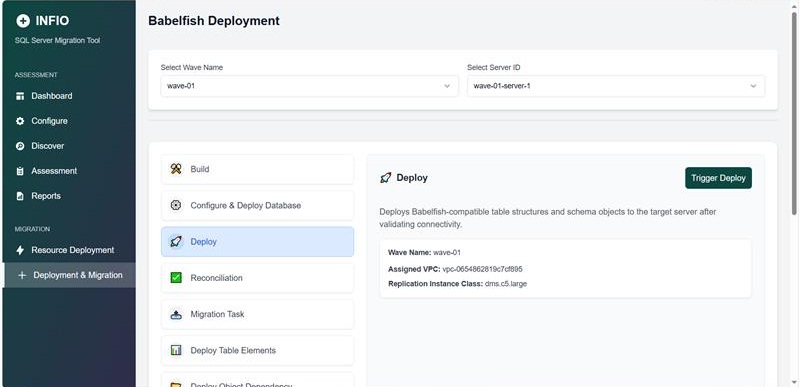 INFIO
SQL Server Migration Tool
ASSESSMENT
Dashboard
Configure
Discover
Assessment
Reports
MIGRATION
Resource Deployment
Deployment & Migration
Babelfish Deployment
Select Wave Name
wave-01
Select Server ID
wave-01-server-1
Build
Configure & Deploy Database
Deploy
Reconciliation
Migration Task
Deploy Table Elements
Deploy Object Dependency
Deploy
Trigger Deploy
Deploys Babelfish-compatible table structures and schema objects to the target server after
validating connectivity.
Wave Name: wave-01
Assigned VPC: vpc-0654862819c7cf895
Replication Instance Class: dms.c5.large